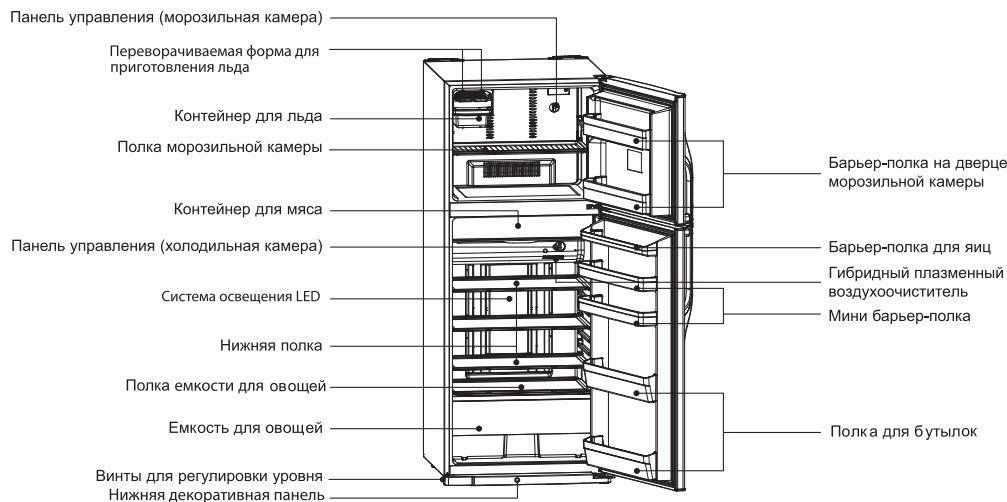 Панель управления (морозильная камера)
Переворачиваемая форма для
приготовления льда
Контейнер для льда
Полка морозильной камеры
Контейнер для мяса
Панель управления (холодильная камера)
Система освещения LED
Нижняя полка
Полка емкости для овощей
Емкость для овощей
Винты для регулировки уровня
Нижняя декоративная панель
Барьер-полка на дверце
морозильной камеры
Барьер-полка для яиц
Гибридный плазменный
воздухоочиститель
Мини барьер-полка
Полка для бутылок